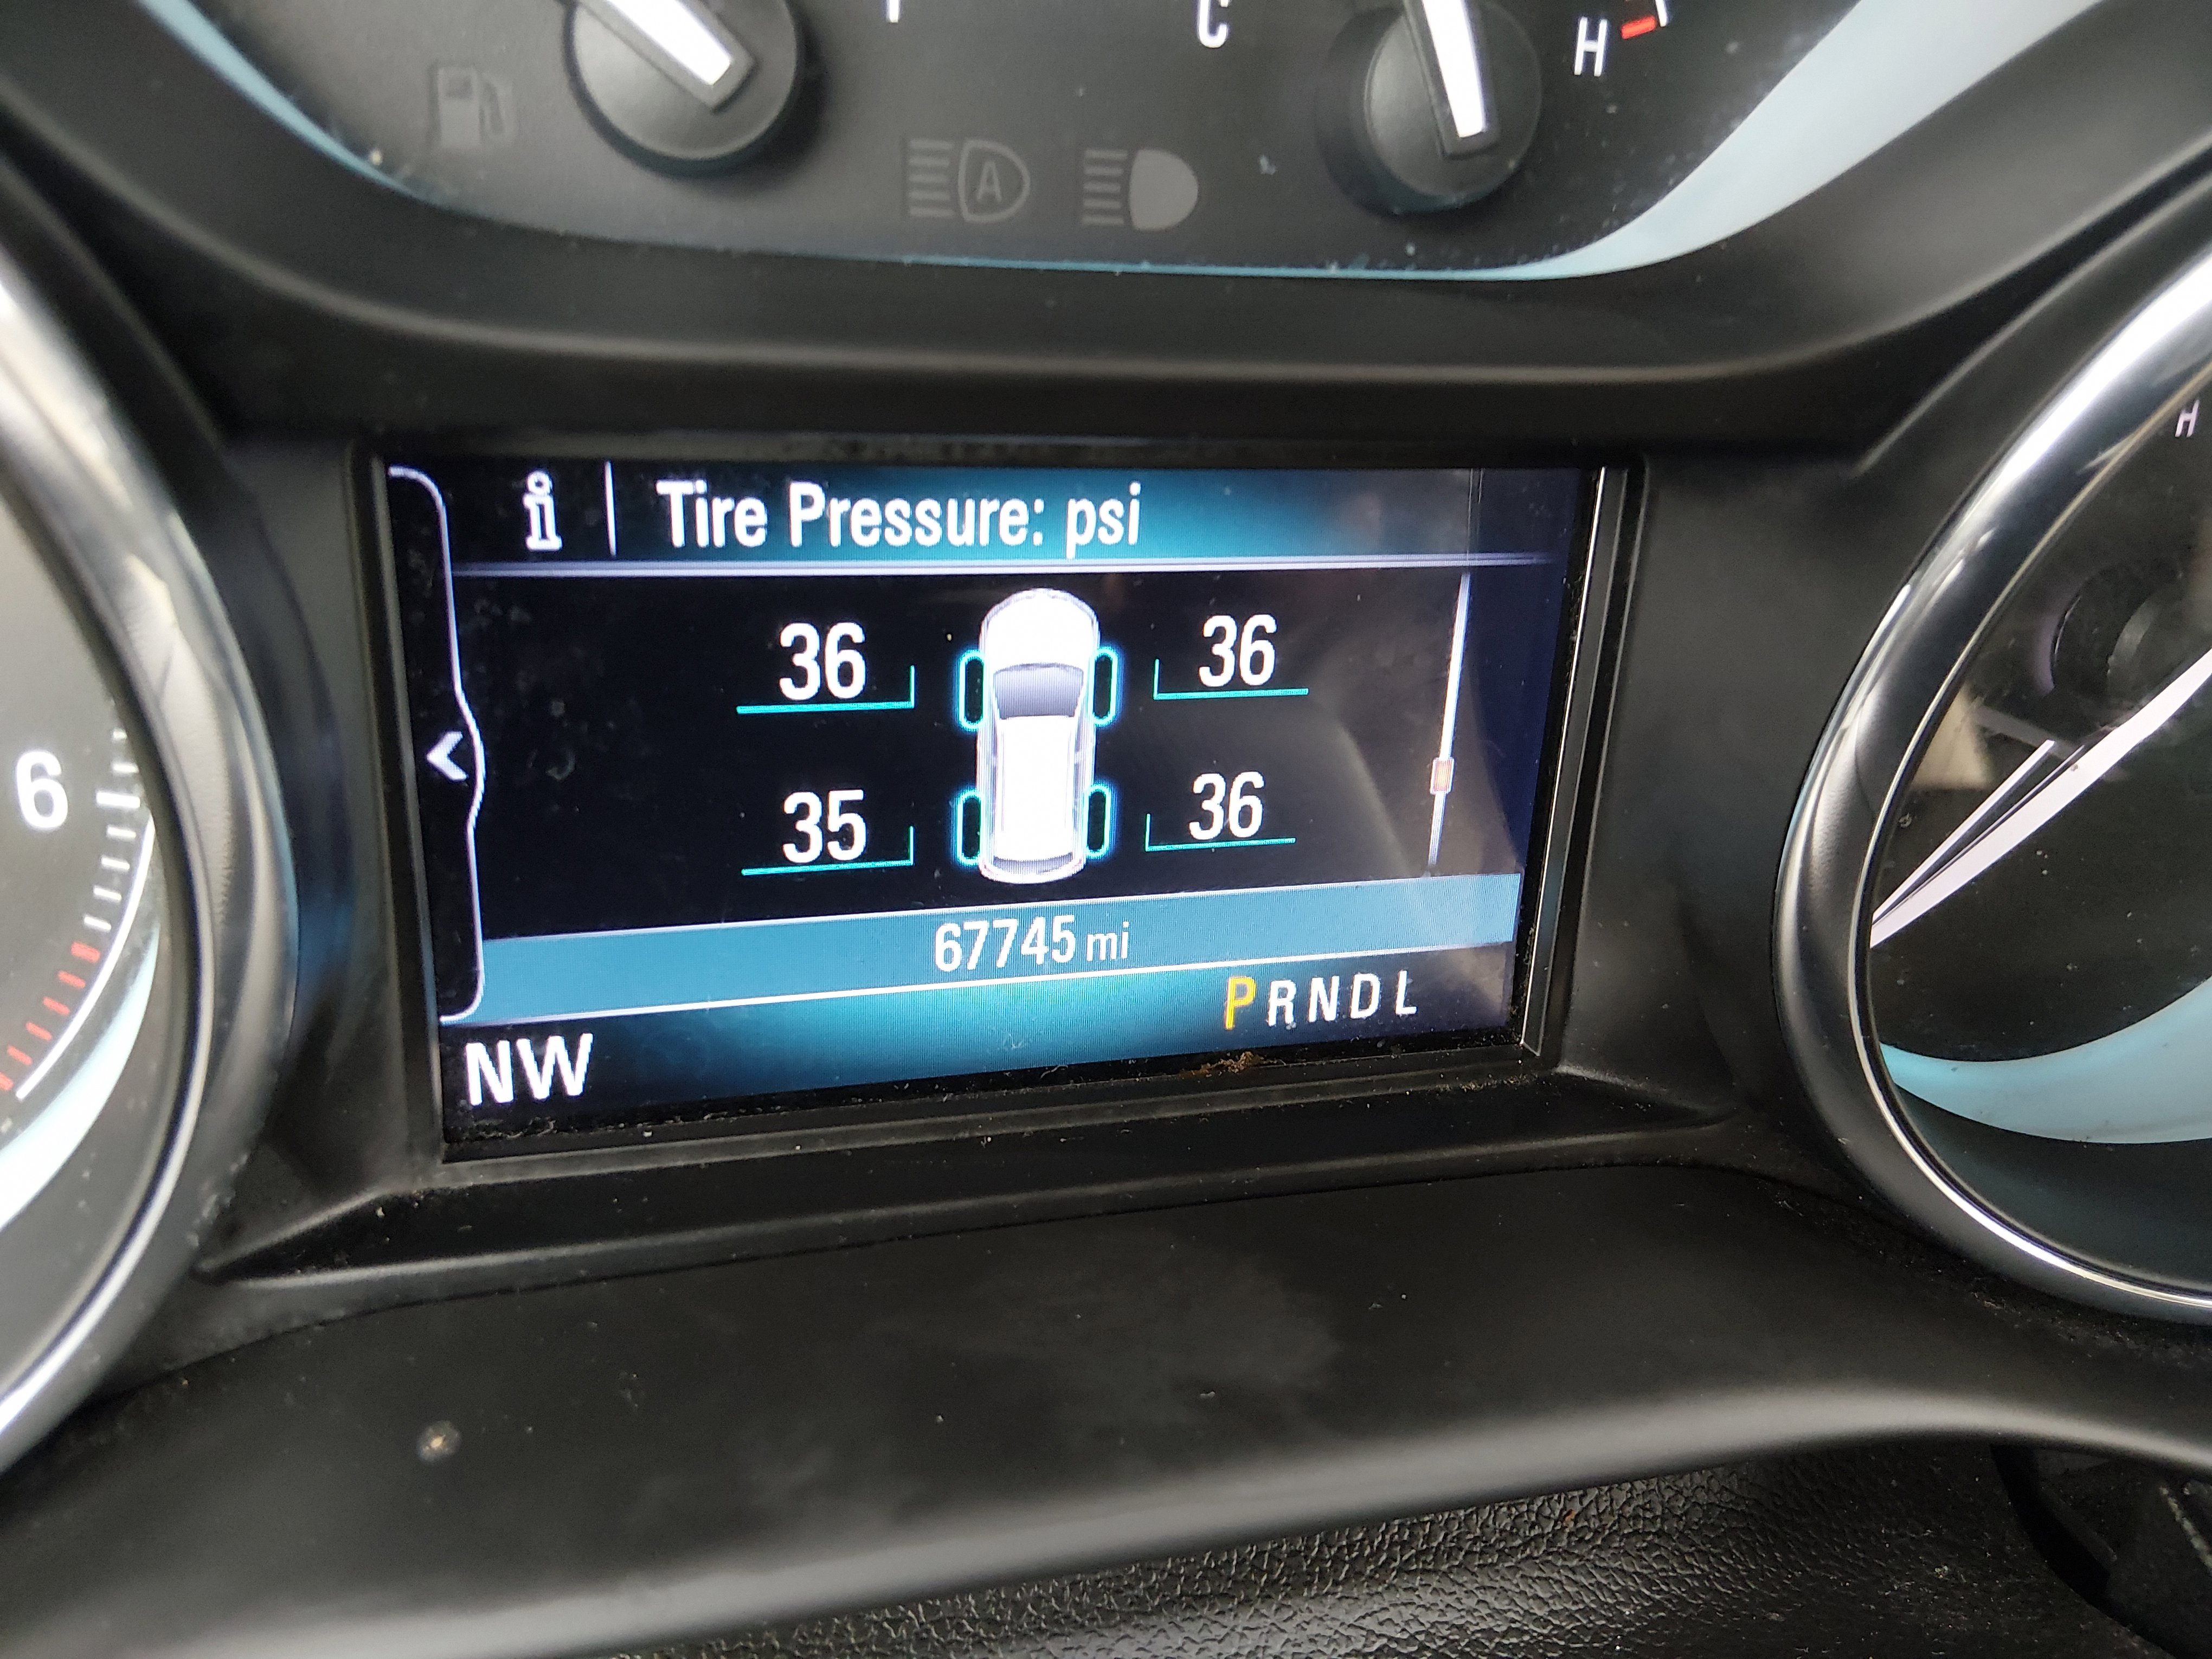 C
H
A
H
i Tire Pressure: psi
36 36
6
35 36
67745 mi
PRNDL
NW